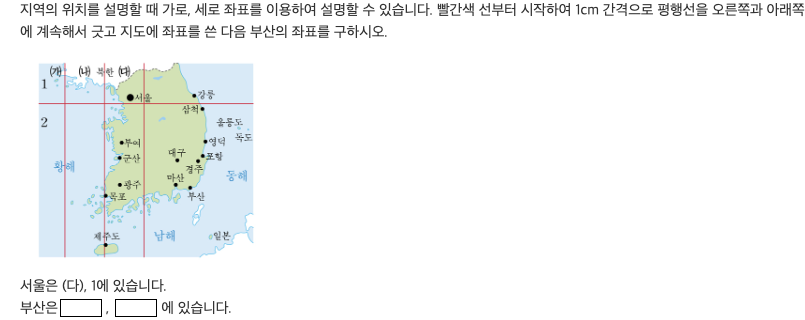 지역의 위치를 설명할 때 가로, 세로 좌표를 이용하여 설명할 수 있습니다. 빨간색 선부터 시작하여 1cm 간격으로 평행선을 오른쪽과 아래쪽
에 계속해서 긋고 지도에 좌표를 쓴 다음 부산의 좌표를 구하시오.
(가) (나) 북한 (다)
1
서울
강릉
삼척
2
울릉도
독도
부여
영덕
군산
대구
포항
경주
황해
마산
동해
광주
목포
부산
제주도
남해
일본
서울은 (다), 1에 있습니다.
부산은 , 에 있습니다.